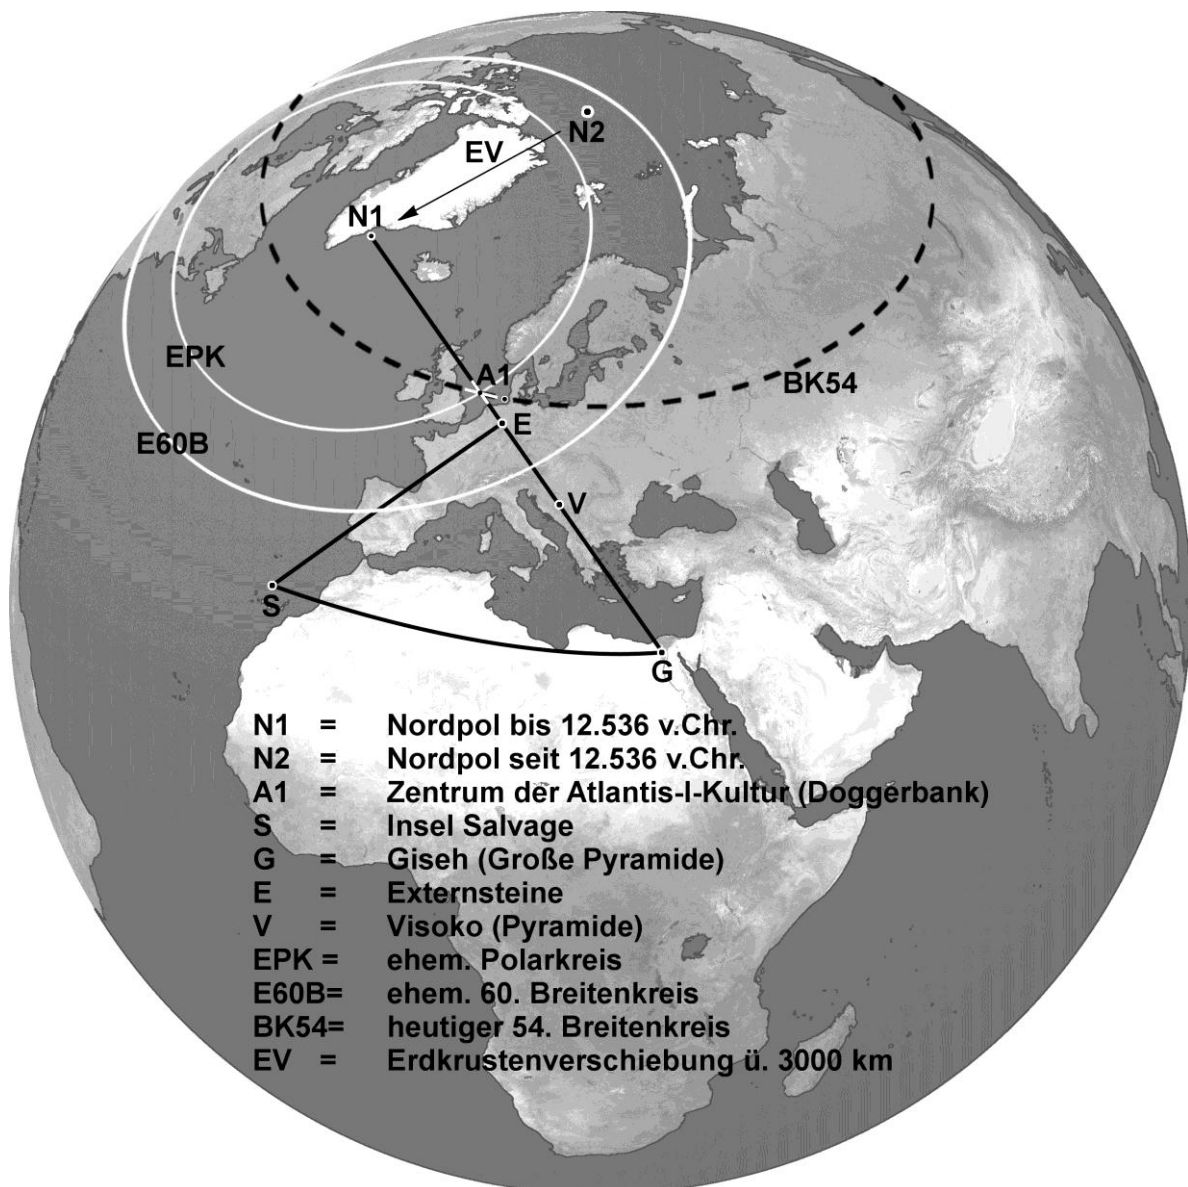 N2
EV
N1
EPK
A1
BK54
E
E60B
V
S
G
N1 = Nordpol bis 12.536 v.Chr.
N2 = Nordpol seit 12.536 v.Chr.
A1 = Zentrum der Atlantis-I-Kultur (Doggerbank)
S = Insel Salvage
G = Giseh (Große Pyramide)
E = Externsteine
V = Visoko (Pyramide)
EPK = ehem. Polarkreis
E60B= ehem. 60. Breitenkreis
BK54= heutiger 54. Breitenkreis
EV = Erdkrustenverschiebung ü. 3000 km